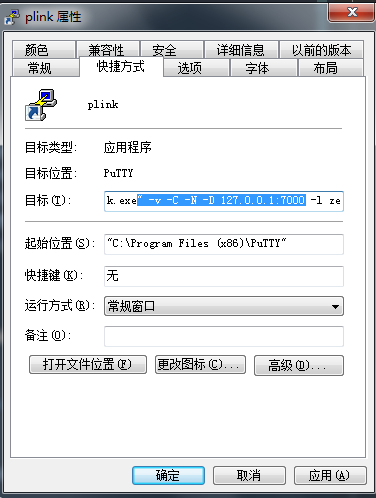 plink 属性
颜色 兼容性 安全 详细信息 以前的版本
常规 快捷方式 选项 字体 布局
plink
目标类型: 应用程序
目标位置: PuTTY
目标(T): k.exe" -v -C -N -D 127.0.0.1:7000 -l ze
起始位置(S): "C:\Program Files (x86)\PuTTY"
快捷键(K): 无
运行方式(R): 常规窗口
备注(O):
打开文件位置(F) 更改图标(C)... 高级(D)...
确定 取消 应用(A)